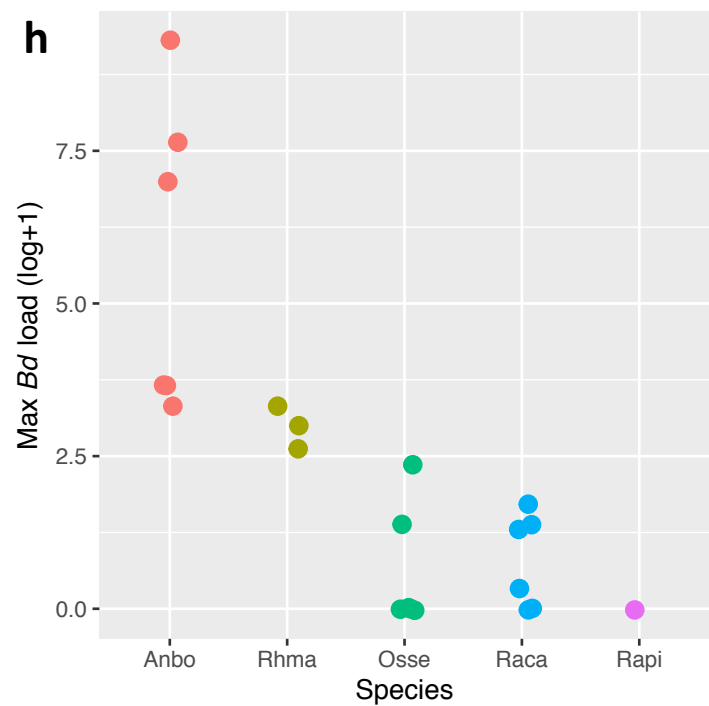 h
Max Bd load (log+1)
7.5
5.0
2.5
0.0
Anbo Rhma Osse Raca Rapi
Species